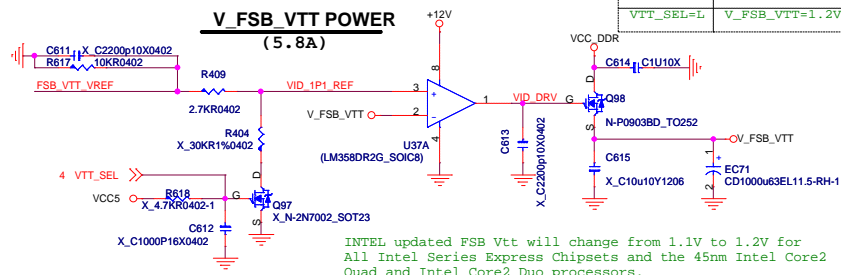 V_FSB_VTT POWER
(5.8A)
+12V
VTT_SEL=L V_FSB_VTT=1.2V
VCC_DDR
C611 X_C2200p10X0402
R617 10KR0402
C614 C1U10X
R409
FSB_VTT_VREF
VID_1P1_REF
2.7KR0402
8
3
+
1
VID_DRV
G
D
Q98
N-P0903BD_TO252
V_FSB_VTT
2
-
4
S
V_FSB_VTT
R404
X_30KR1%0402
U37A
(LM358DR2G_SOIC8)
C613
X_C2200p10X0402
C615
X_C10u10Y1206
1
+
EC71
CD1000u63EL11.5-RH-1
2
4 VTT_SEL
D
VCC5
R618
X_4.7KR0402-1
G
Q97
X_N-2N7002_SOT23
S
C612
X_C1000P16X0402
INTEL updated FSB Vtt will change from 1.1V to 1.2V for
All Intel Series Express Chipsets and the 45nm Intel Core2
Quad and Intel Core2 Duo processors.